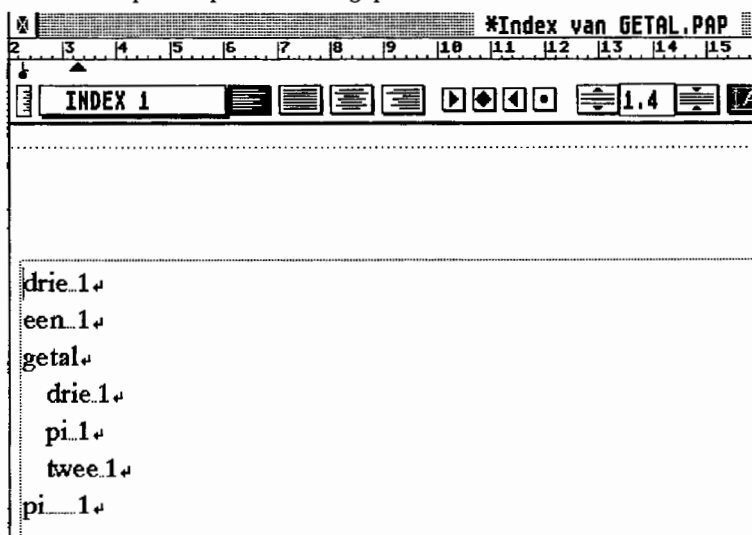 *Index van GETAL.PAP
2 3 4 5 6 7 8 9 10 11 12 13 14 15
INDEX 1 1.4
drie 1
een 1
getal
drie 1
pi 1
twee 1
pi 1